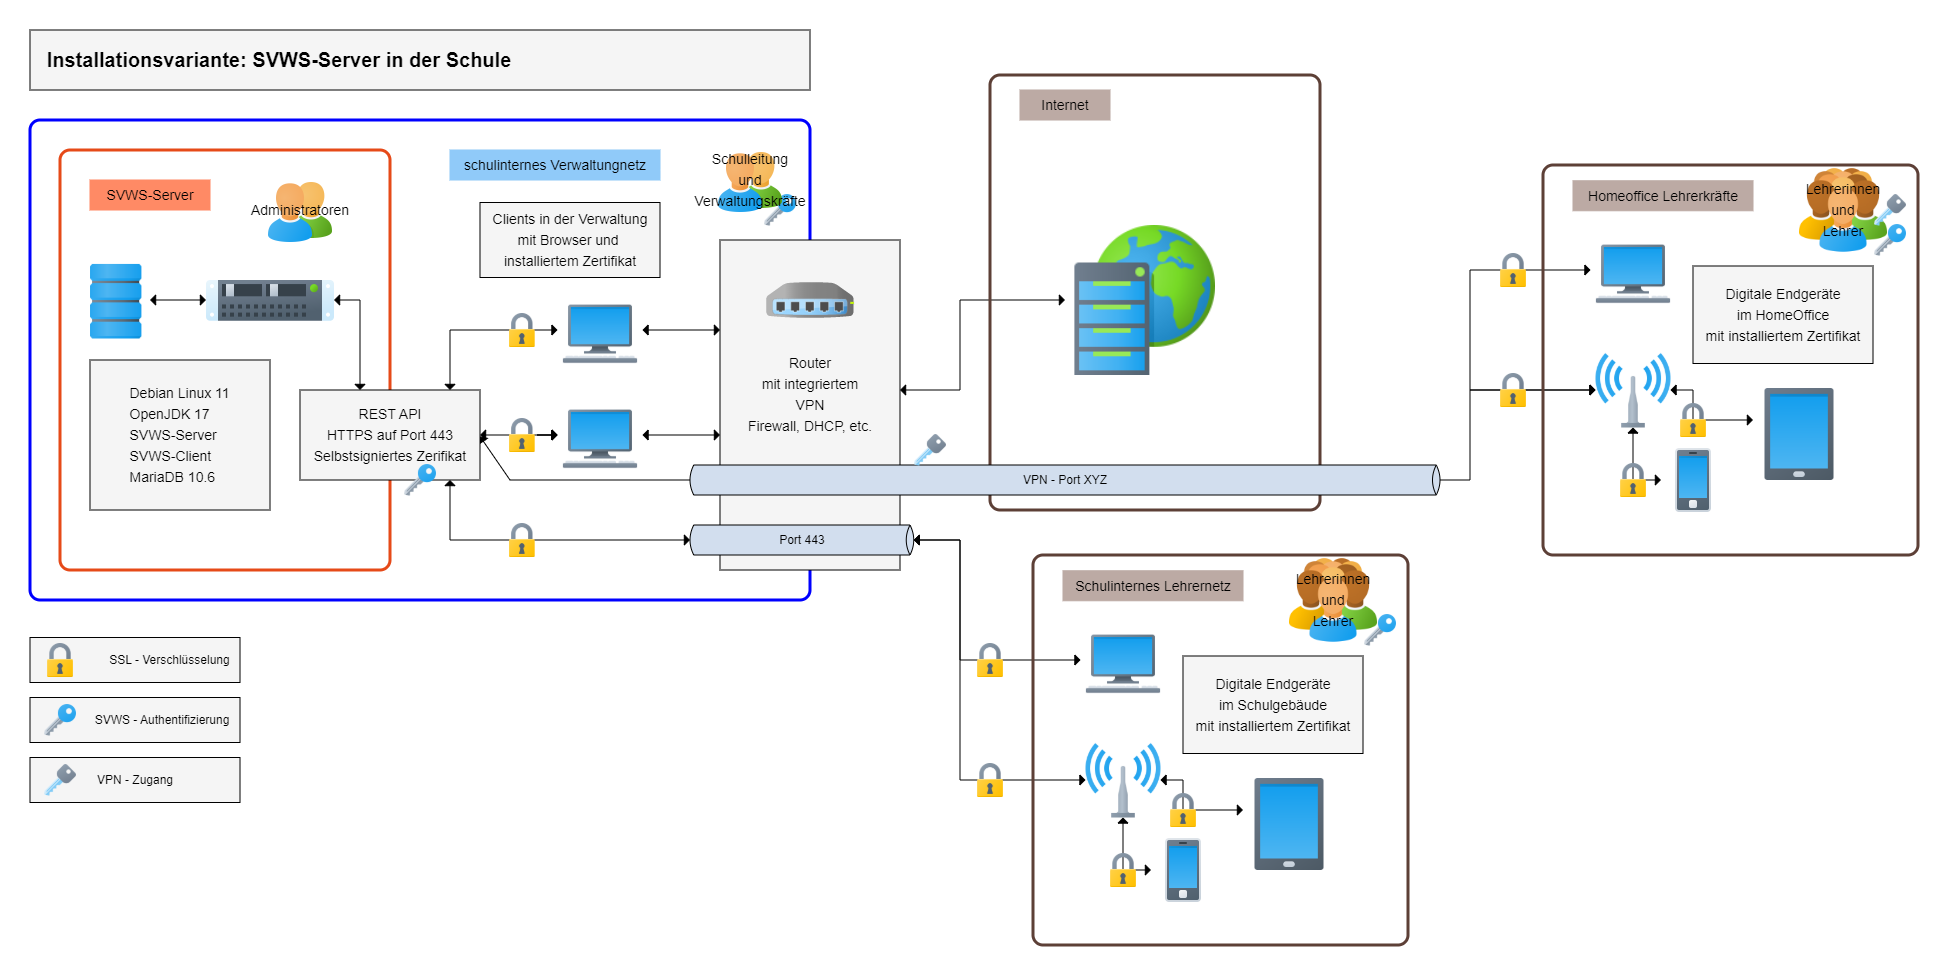 Installationsvariante: SVWS-Server in der Schule
SVWS-Server
Administratoren
Debian Linux 11
OpenJDK 17
SVWS-Server
SVWS-Client
MariaDB 10.6
REST API
HTTPS auf Port 443
Selbstsigniertes Zerifikat
schulinternes Verwaltungnetz
Schulleitung
und
Verwaltungskräfte
Clients in der Verwaltung
mit Browser und
installiertem Zertifikat
Router
mit integriertem
VPN
Firewall, DHCP, etc.
Internet
VPN - Port XYZ
Port 443
Homeoffice Lehrerkräfte
Lehrerinnen
und
Lehrer
Digitale Endgeräte
im HomeOffice
mit installiertem Zertifikat
Schulinternes Lehrernetz
Lehrerinnen
und
Lehrer
Digitale Endgeräte
im Schulgebäude
mit installiertem Zertifikat
SSL - Verschlüsselung
SVWS - Authentifizierung
VPN - Zugang